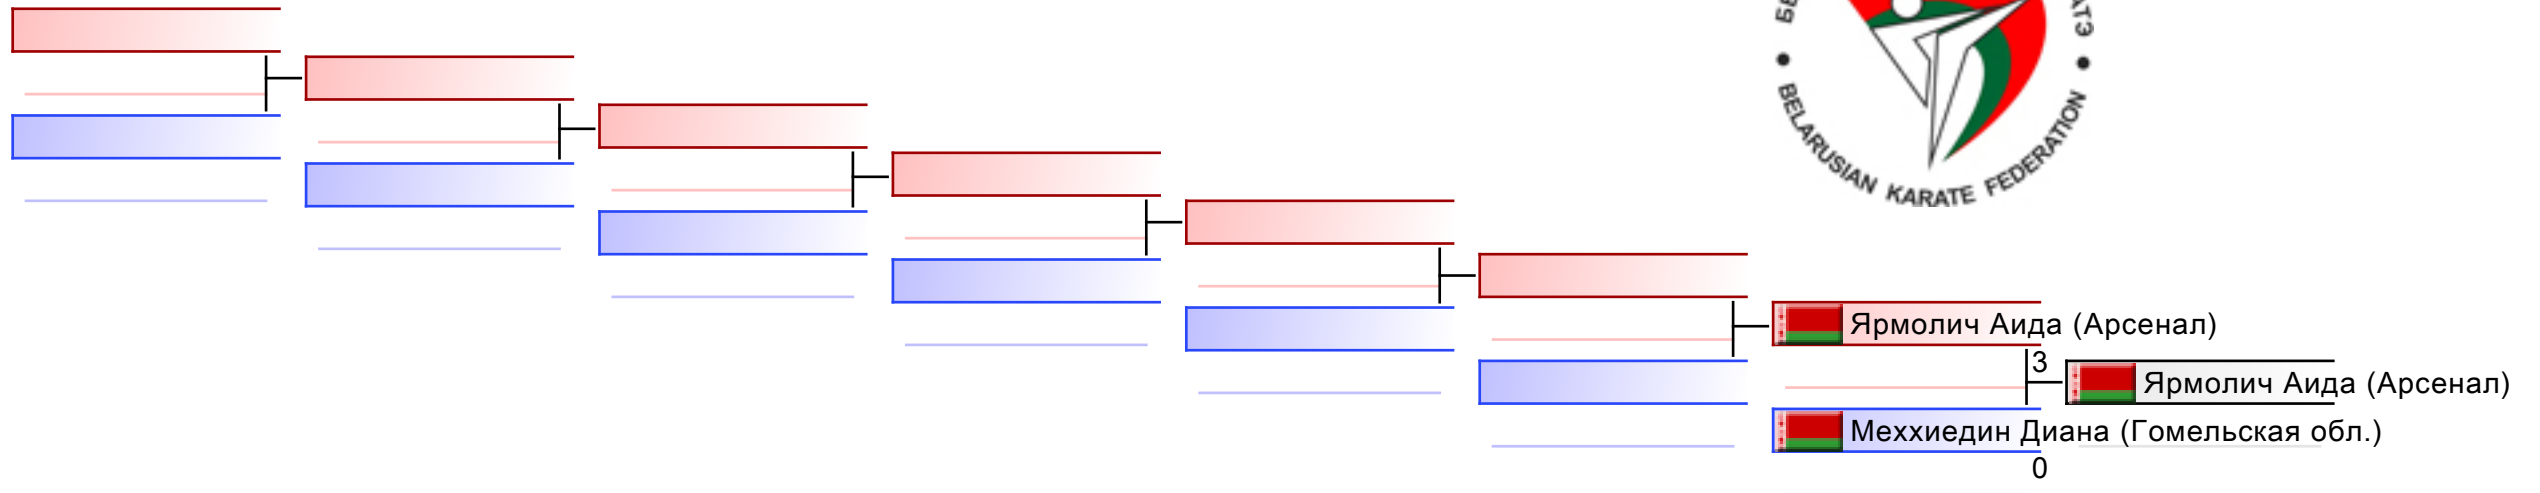 BELARUSIAN KARATE FEDERATION
Ярмолич Аида (Арсенал)
3
Ярмолич Аида (Арсенал)
Меххиедин Диана (Гомельская обл.)
0